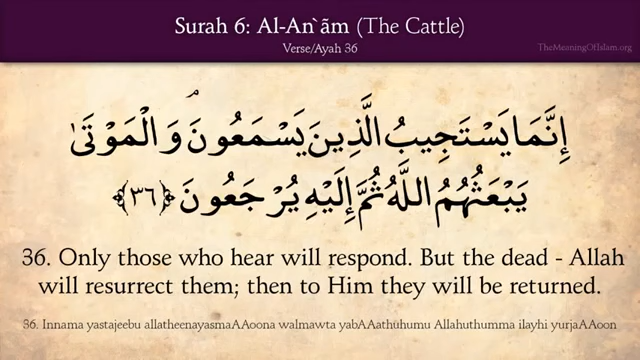 Surah 6: Al-An`ãm (The Cattle)
Verse/Ayah 36
TheMeaningOfIslam.org
إِنَّمَا يَسْتَجِيبُ الَّذِينَ يَسْمَعُونَ ۘ وَالْمَوْتَىٰ
يَبْعَثُهُمُ اللَّهُ ثُمَّ إِلَيْهِ يُرْجَعُونَ ﴿٣٦﴾
36. Only those who hear will respond. But the dead - Allah
will resurrect them; then to Him they will be returned.
36. Innama yastajeebu allatheenayasmaAAoona walmawta yabAAathuhumu Allahuthumma ilayhi yurjaAAoon